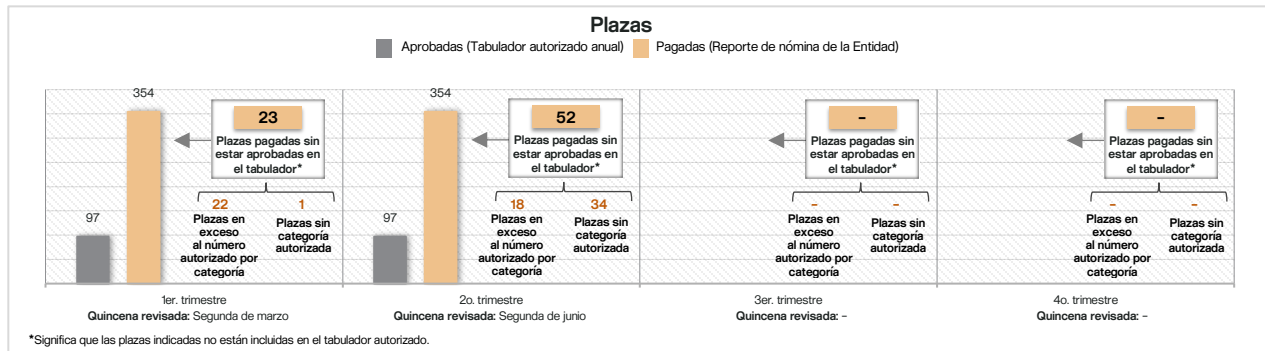 Plazas
Aprobadas (Tabulador autorizado anual) Pagadas (Reporte de nómina de la Entidad)
97
354
23
Plazas pagadas sin
estar aprobadas en
el tabulador*
22
Plazas en
exceso
al número
autorizado por
categoría
1
Plazas sin
categoría
autorizada
1er. trimestre
Quincena revisada: Segunda de marzo
97
354
52
Plazas pagadas sin
estar aprobadas en
el tabulador*
18
Plazas en
exceso
al número
autorizado por
categoría
34
Plazas sin
categoría
autorizada
2o. trimestre
Quincena revisada: Segunda de junio
-
Plazas pagadas sin
estar aprobadas en
el tabulador*
-
Plazas en
exceso
al número
autorizado por
categoría
-
Plazas sin
categoría
autorizada
3er. trimestre
Quincena revisada: -
-
Plazas pagadas sin
estar aprobadas en
el tabulador*
-
Plazas en
exceso
al número
autorizado por
categoría
-
Plazas sin
categoría
autorizada
4o. trimestre
Quincena revisada: -
*Significa que las plazas indicadas no están incluidas en el tabulador autorizado.